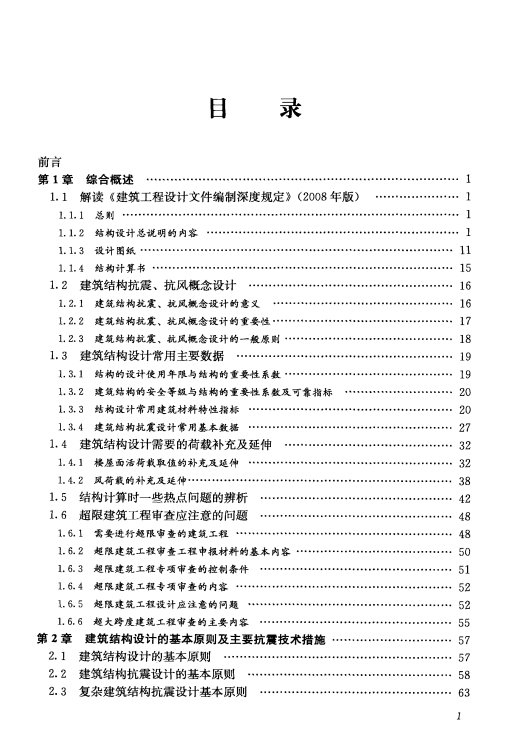 目 录
前言
第1章 综合概述 …… 1
1.1 解读《建筑工程设计文件编制深度规定》(2008年版) …… 1
1.1.1 总则 …… 1
1.1.2 结构设计总说明的内容 …… 1
1.1.3 设计图纸 …… 11
1.1.4 结构计算书 …… 15
1.2 建筑结构抗震、抗风概念设计 …… 16
1.2.1 建筑结构抗震、抗风概念设计的意义 …… 16
1.2.2 建筑结构抗震、抗风概念设计的重要性 …… 17
1.2.3 建筑结构抗震、抗风概念设计的一般原则 …… 18
1.3 建筑结构设计常用主要数据 …… 19
1.3.1 结构的设计使用年限与结构的重要性系数 …… 19
1.3.2 建筑结构的安全等级与结构的重要性系数及可靠指标 …… 20
1.3.3 结构设计常用建筑材料特性指标 …… 20
1.3.4 建筑结构抗震设计常用基本数据 …… 27
1.4 建筑结构设计需要的荷载补充及延伸 …… 32
1.4.1 楼屋面活荷载取值的补充及延伸 …… 32
1.4.2 风荷载的补充及延伸 …… 38
1.5 结构计算时一些热点问题的辨析 …… 42
1.6 超限建筑工程审查应注意的问题 …… 48
1.6.1 需要进行超限审查的建筑工程 …… 48
1.6.2 超限建筑工程审查工程申报材料的基本内容 …… 50
1.6.3 超限建筑工程专项审查的控制条件 …… 51
1.6.4 超限建筑工程专项审查的内容 …… 52
1.6.5 超限建筑工程设计应注意的问题 …… 52
1.6.6 超大跨度建筑工程审查的主要内容 …… 55
第2章 建筑结构设计的基本原则及主要抗震技术措施 …… 57
2.1 建筑结构设计的基本原则 …… 57
2.2 建筑结构抗震设计的基本原则 …… 58
2.3 复杂建筑结构抗震设计基本原则 …… 63
1